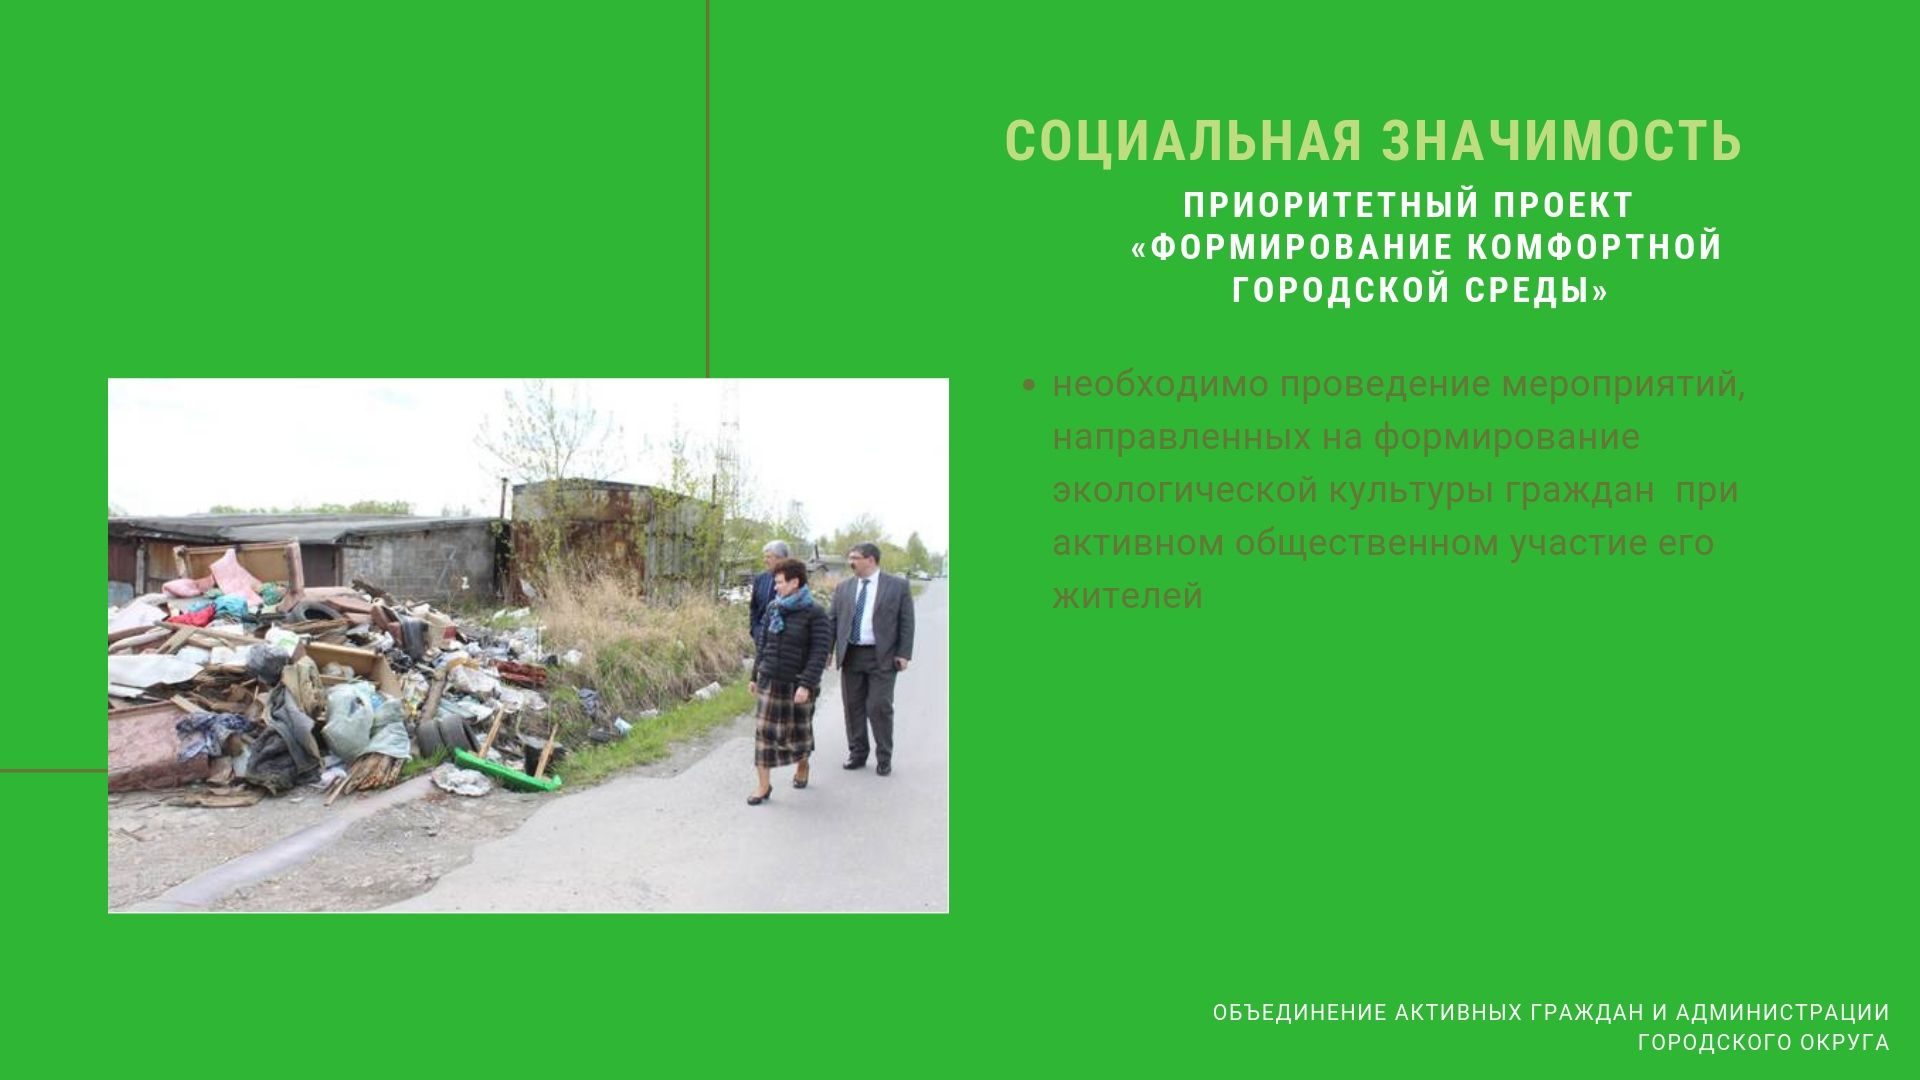 СОЦИАЛЬНАЯ ЗНАЧИМОСТЬ
ПРИОРИТЕТНЫЙ ПРОЕКТ
«ФОРМИРОВАНИЕ КОМФОРТНОЙ
ГОРОДСКОЙ СРЕДЫ»
• необходимо проведение мероприятий,
направленных на формирование
экологической культуры граждан  при
активном общественном участие его
жителей
ОБЪЕДИНЕНИЕ АКТИВНЫХ ГРАЖДАН И АДМИНИСТРАЦИИ
ГОРОДСКОГО ОКРУГА